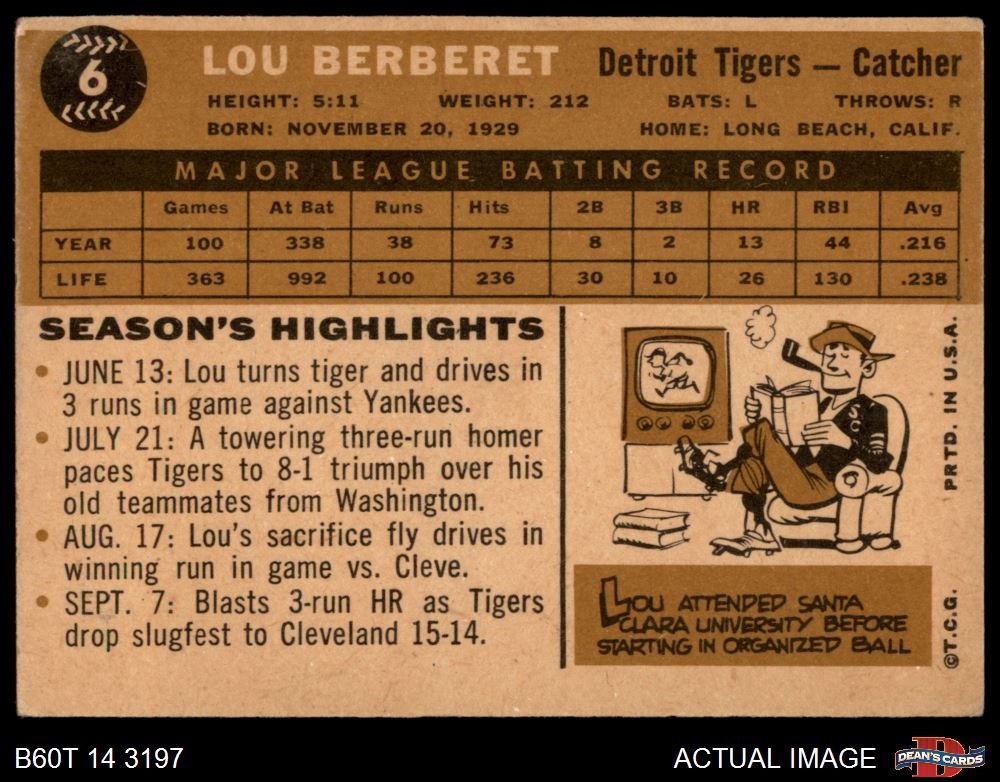 6
LOU BERBERET Detroit Tigers — Catcher
HEIGHT: 5:11 WEIGHT: 212 BATS: L THROWS: R
BORN: NOVEMBER 20, 1929 HOME: LONG BEACH, CALIF.
MAJOR LEAGUE BATTING RECORD
Games At Bat Runs Hits 2B 3B HR RBI Avg
YEAR 100 338 38 73 8 2 13 44 .216
LIFE 363 992 100 236 30 10 26 130 .238
SEASON'S HIGHLIGHTS
• JUNE 13: Lou turns tiger and drives in
3 runs in game against Yankees.
• JULY 21: A towering three-run homer
paces Tigers to 8-1 triumph over his
old teammates from Washington.
• AUG. 17: Lou's sacrifice fly drives in
winning run in game vs. Cleve.
• SEPT. 7: Blasts 3-run HR as Tigers
drop slugfest to Cleveland 15-14.
SC
LOU ATTENDED SANTA
CLARA UNIVERSITY BEFORE
STARTING IN ORGANIZED BALL
©T.C.G. PRTD. IN U.S.A.
B60T 14 3197 ACTUAL IMAGE
D
DEAN'S CARDS